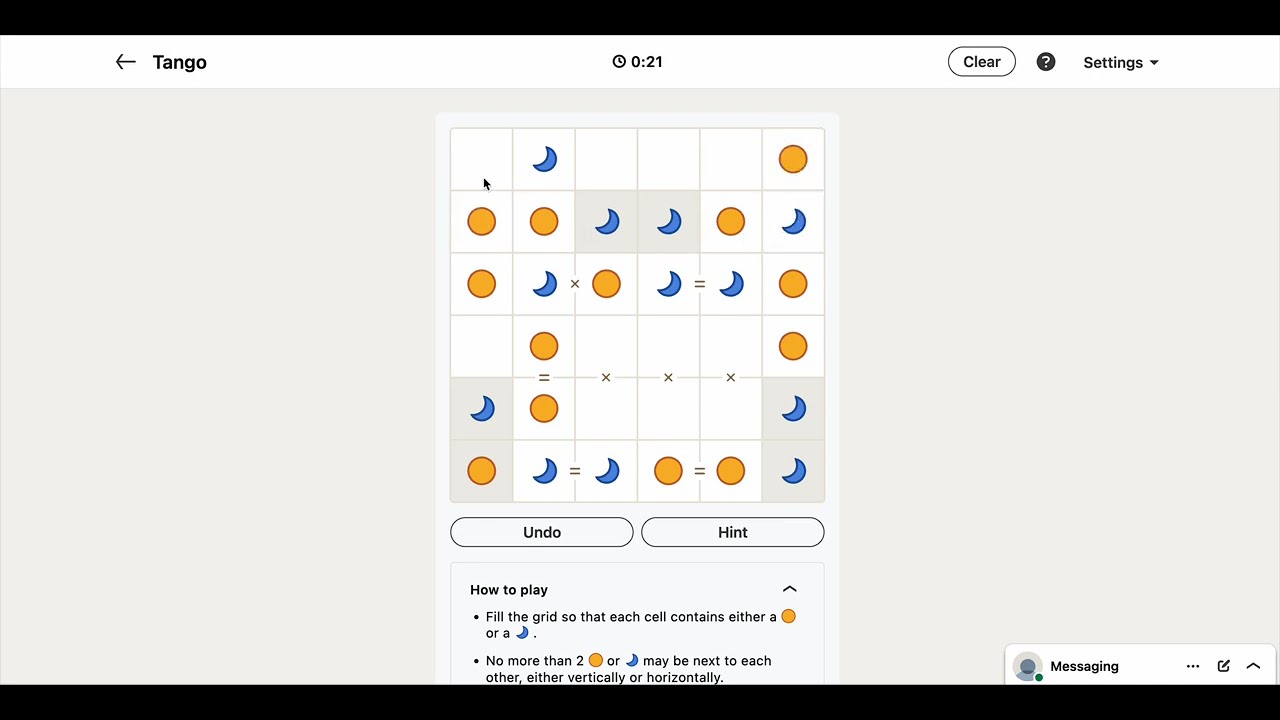 Tango
0:21
Clear
?
Settings
×
=
=
×
×
×
=
=
Undo
Hint
How to play
• Fill the grid so that each cell contains either a
or a .
• No more than 2 or may be next to each
other, either vertically or horizontally.
Messaging